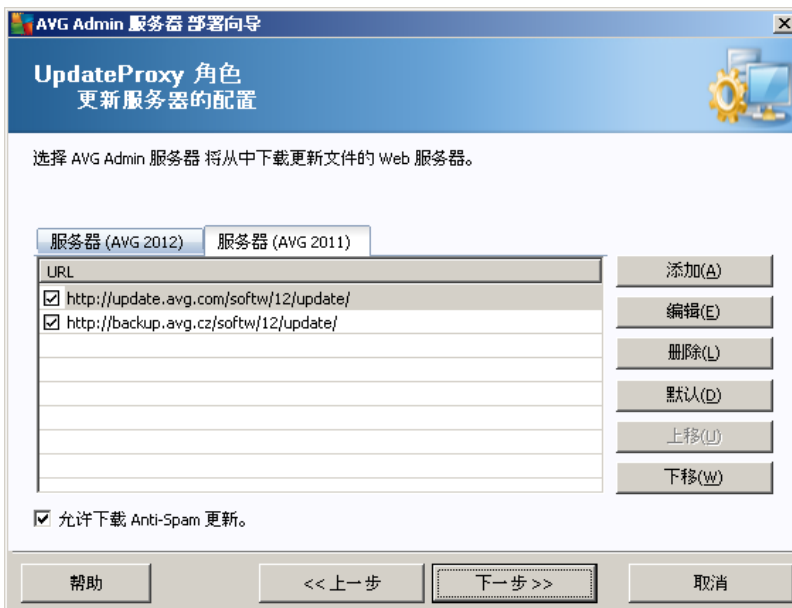 AVG Admin 服务器 部署向导
UpdateProxy 角色
更新服务器的配置
选择 AVG Admin 服务器 将从中下载更新文件的 Web 服务器。
服务器 (AVG 2012) 服务器 (AVG 2011)
URL
http://update.avg.com/softw/12/update/
http://backup.avg.cz/softw/12/update/
添加(A)
编辑(E)
删除(L)
默认(D)
上移(U)
下移(W)
允许下载 Anti-Spam 更新。
帮助 <<上一步 下一步>> 取消